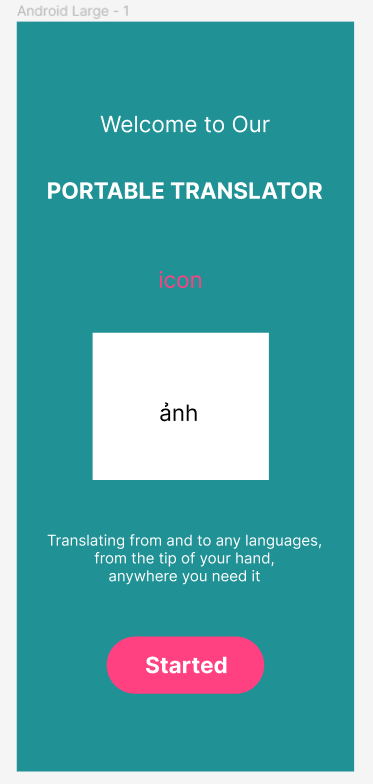 Android Large - 1
Welcome to Our
PORTABLE TRANSLATOR
icon
ảnh
Translating from and to any languages,
from the tip of your hand,
anywhere you need it
Started